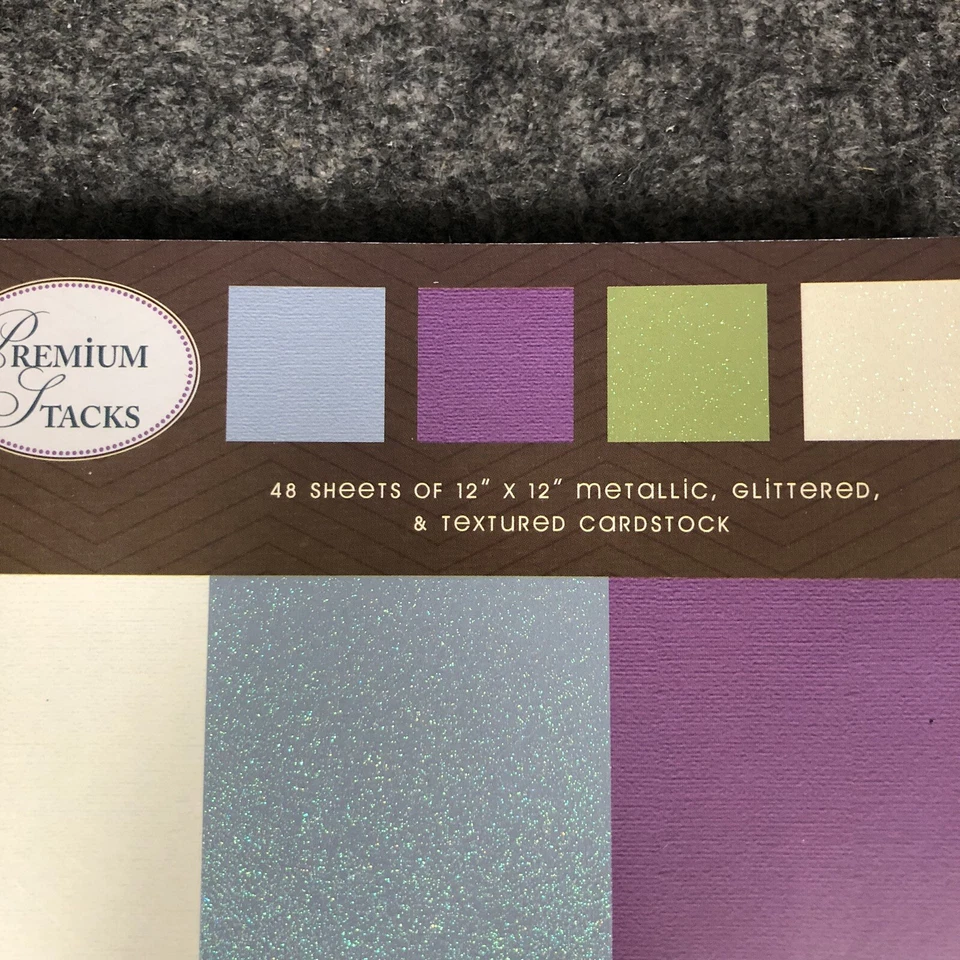 PREMiUM
STACKS
48 SHeeTS OF 12" X 12" meTaLLiC, GLiTTeReD,
& TeXTUReD CaRDSTOCK